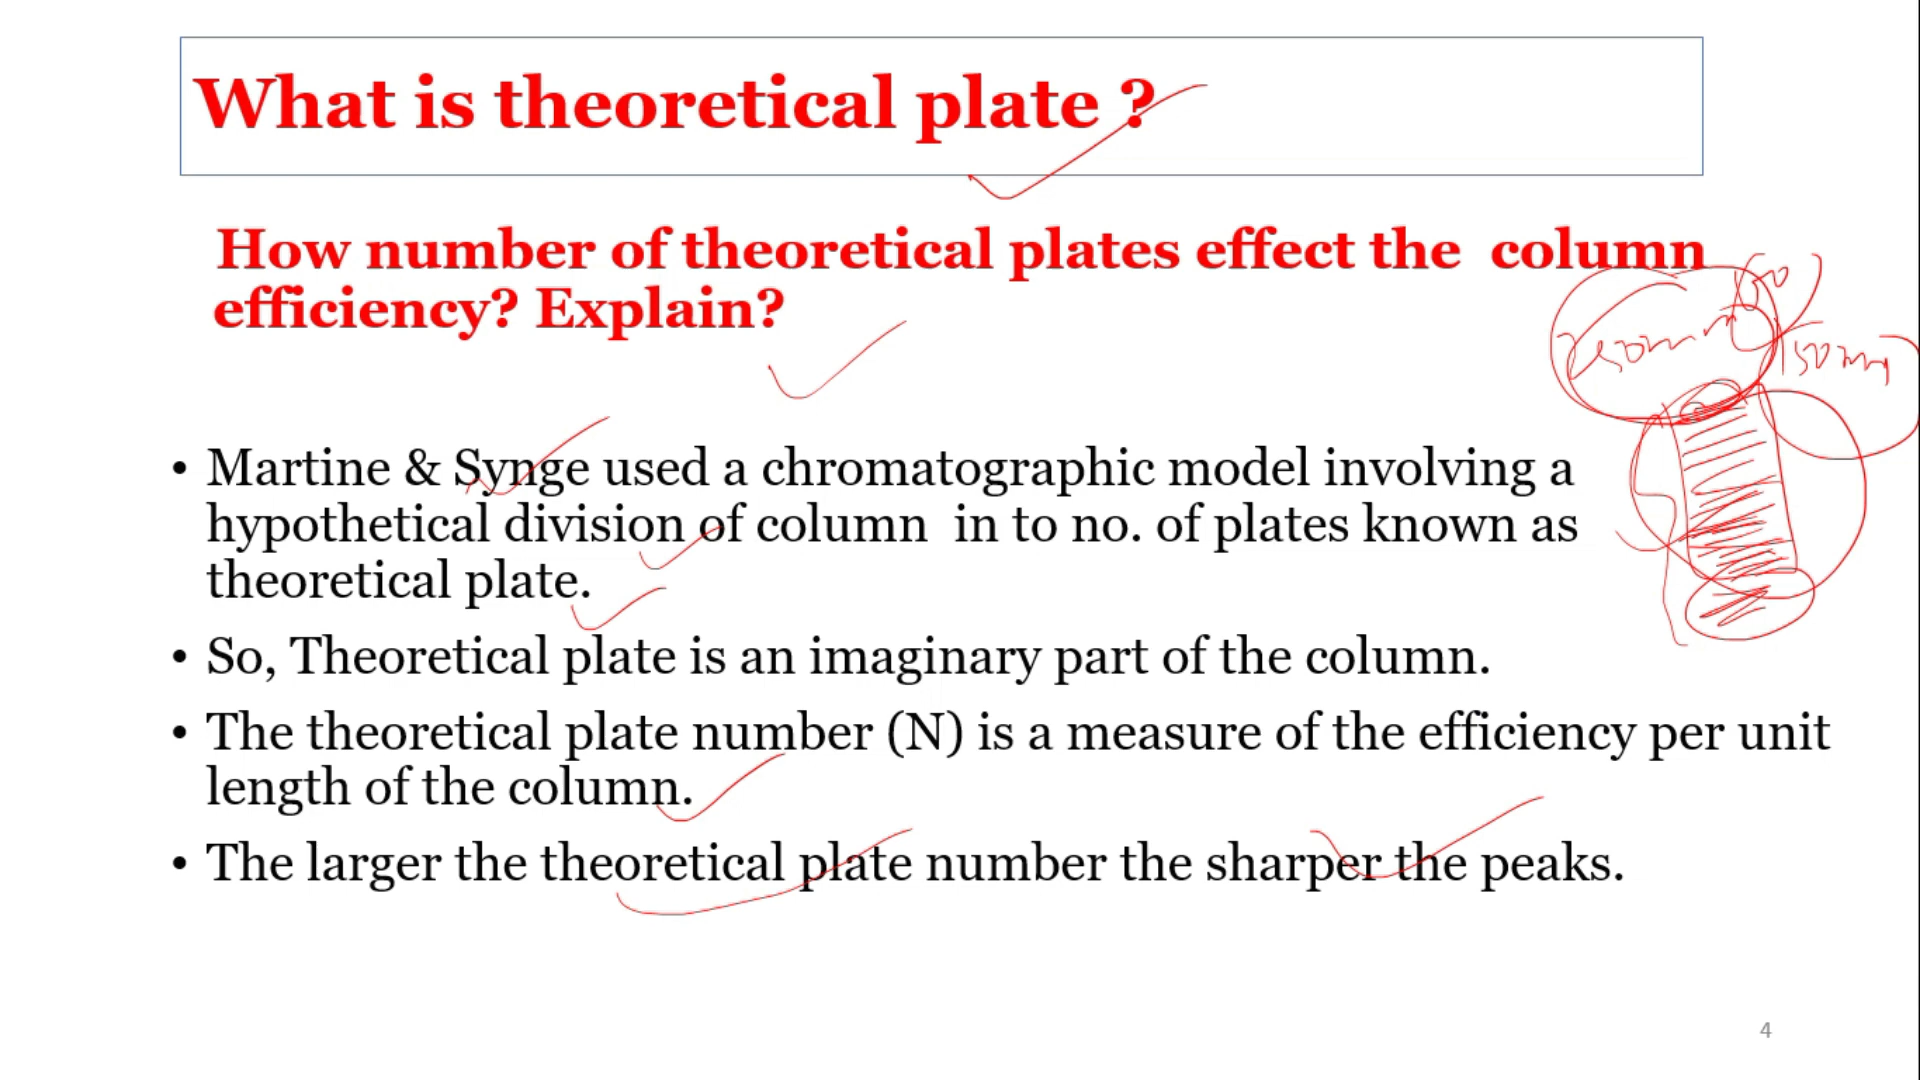 What is theoretical plate ?
How number of theoretical plates effect the column
efficiency? Explain?
• Martine & Synge used a chromatographic model involving a
hypothetical division of column in to no. of plates known as
theoretical plate.
• So, Theoretical plate is an imaginary part of the column.
• The theoretical plate number (N) is a measure of the efficiency per unit
length of the column.
• The larger the theoretical plate number the sharper the peaks.
150mm
4